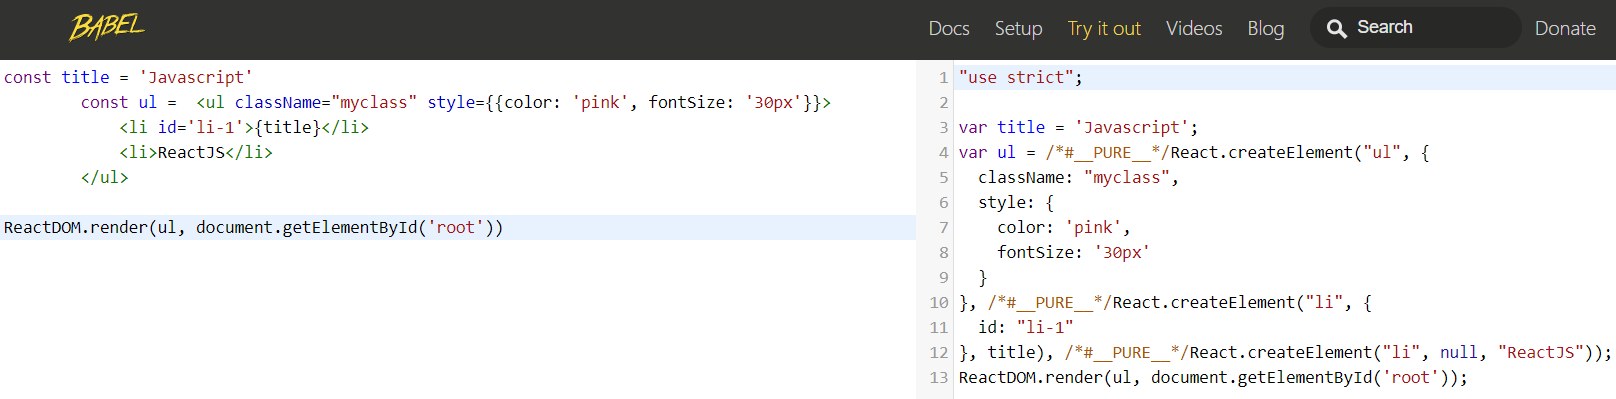 BABEL
Docs Setup Try it out Videos Blog Search Donate
const title = 'Javascript'
        const ul =  <ul className="myclass" style={{color: 'pink', fontSize: '30px'}}>
            <li id='li-1'>{title}</li>
            <li>ReactJS</li>
        </ul>
ReactDOM.render(ul, document.getElementById('root'))
1 "use strict";
2
3 var title = 'Javascript';
4 var ul = /*#__PURE__*/React.createElement("ul", {
5   className: "myclass",
6   style: {
7     color: 'pink',
8     fontSize: '30px'
9   }
10 }, /*#__PURE__*/React.createElement("li", {
11   id: "li-1"
12 }, title), /*#__PURE__*/React.createElement("li", null, "ReactJS"));
13 ReactDOM.render(ul, document.getElementById('root'));